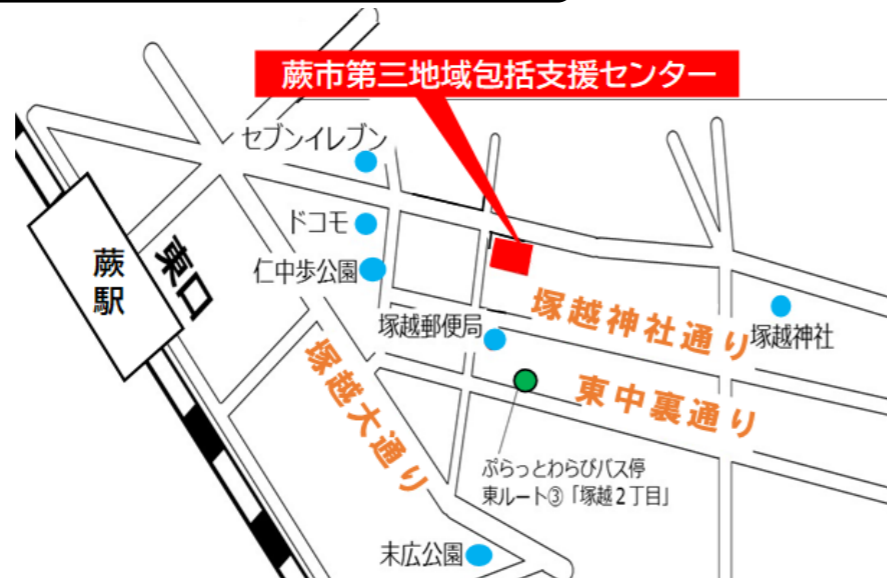 蕨市第三地域包括支援センター
セブンイレブン
ドコモ
仁中歩公園
蕨駅
東口
塚越郵便局
塚越神社通り
塚越神社
東中裏通り
塚越大通り
ぷらっとわらびバス停
東ルート③「塚越2丁目」
末広公園